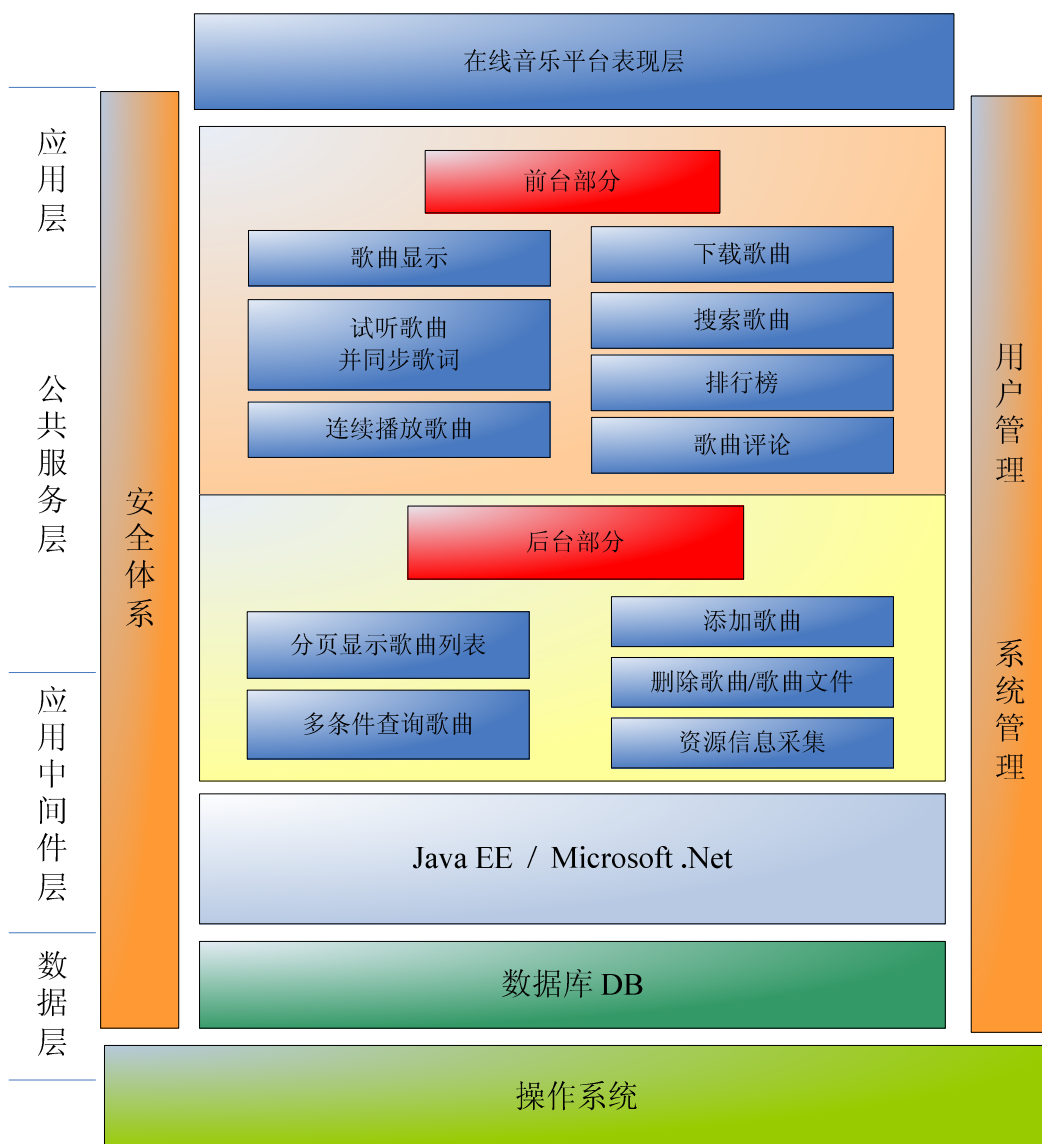 在线音乐平台表现层
应用层
公共服务层
应用中间件层
数据层
安全体系
前台部分
歌曲显示
试听歌曲
并同步歌词
连续播放歌曲
下载歌曲
搜索歌曲
排行榜
歌曲评论
后台部分
分页显示歌曲列表
多条件查询歌曲
添加歌曲
删除歌曲/歌曲文件
资源信息采集
Java EE / Microsoft .Net
数据库 DB
用户管理
系统管理
操作系统